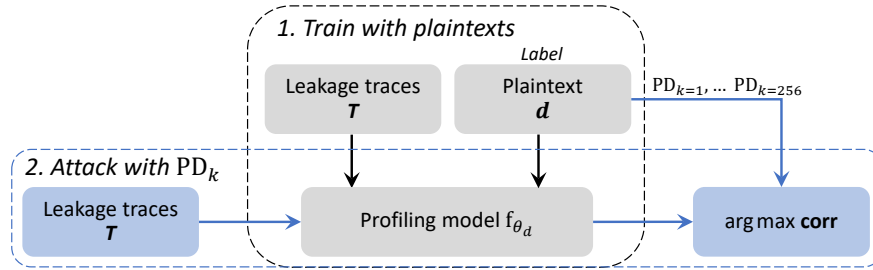 1. Train with plaintexts
Label
Leakage traces
T
Plaintext
d
PD_{k=1}, … PD_{k=256}
2. Attack with PD_k
Leakage traces
T
Profiling model f_{θ_d}
arg max corr